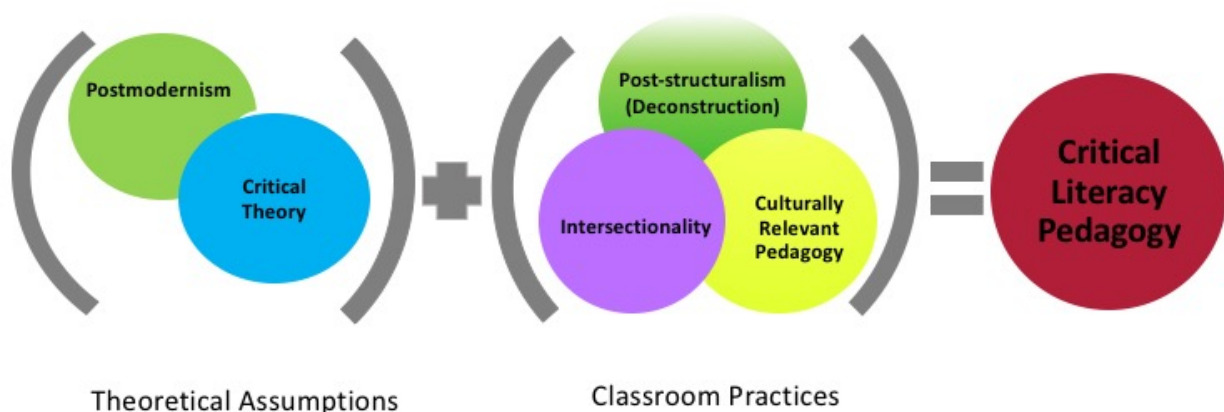 Postmodernism
Critical
Theory
Post-structuralism
(Deconstruction)
Intersectionality
Culturally
Relevant
Pedagogy
Critical
Literacy
Pedagogy
Theoretical Assumptions
Classroom Practices